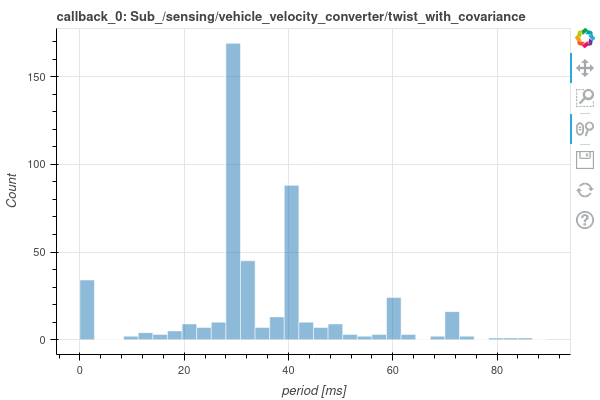 callback_0: Sub_/sensing/vehicle_velocity_converter/twist_with_covariance
150
100
50
0
Count
0 20 40 60 80
period [ms]